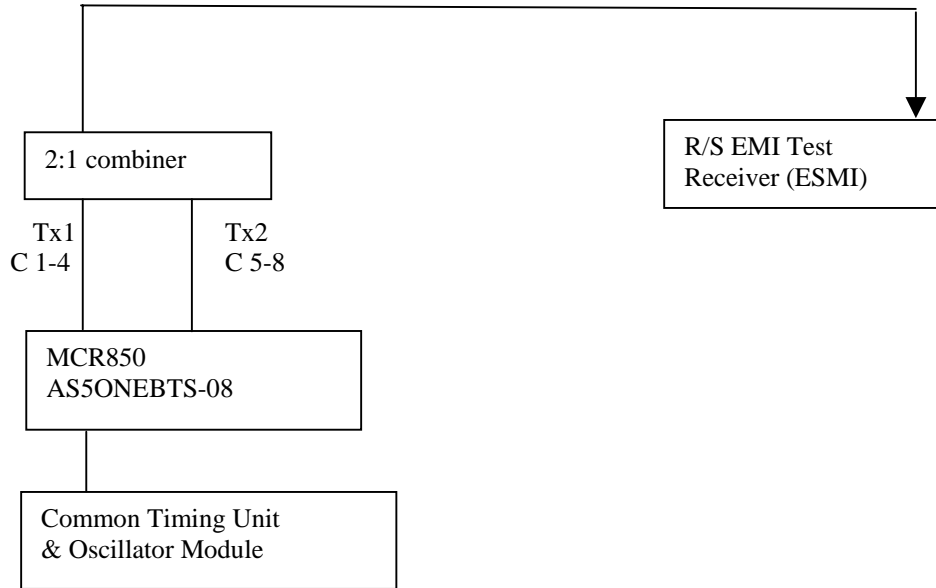 2:1 combiner
R/S EMI Test
Receiver (ESMI)
Tx1
C 1-4
Tx2
C 5-8
MCR850
AS5ONEBTS-08
Common Timing Unit
& Oscillator Module